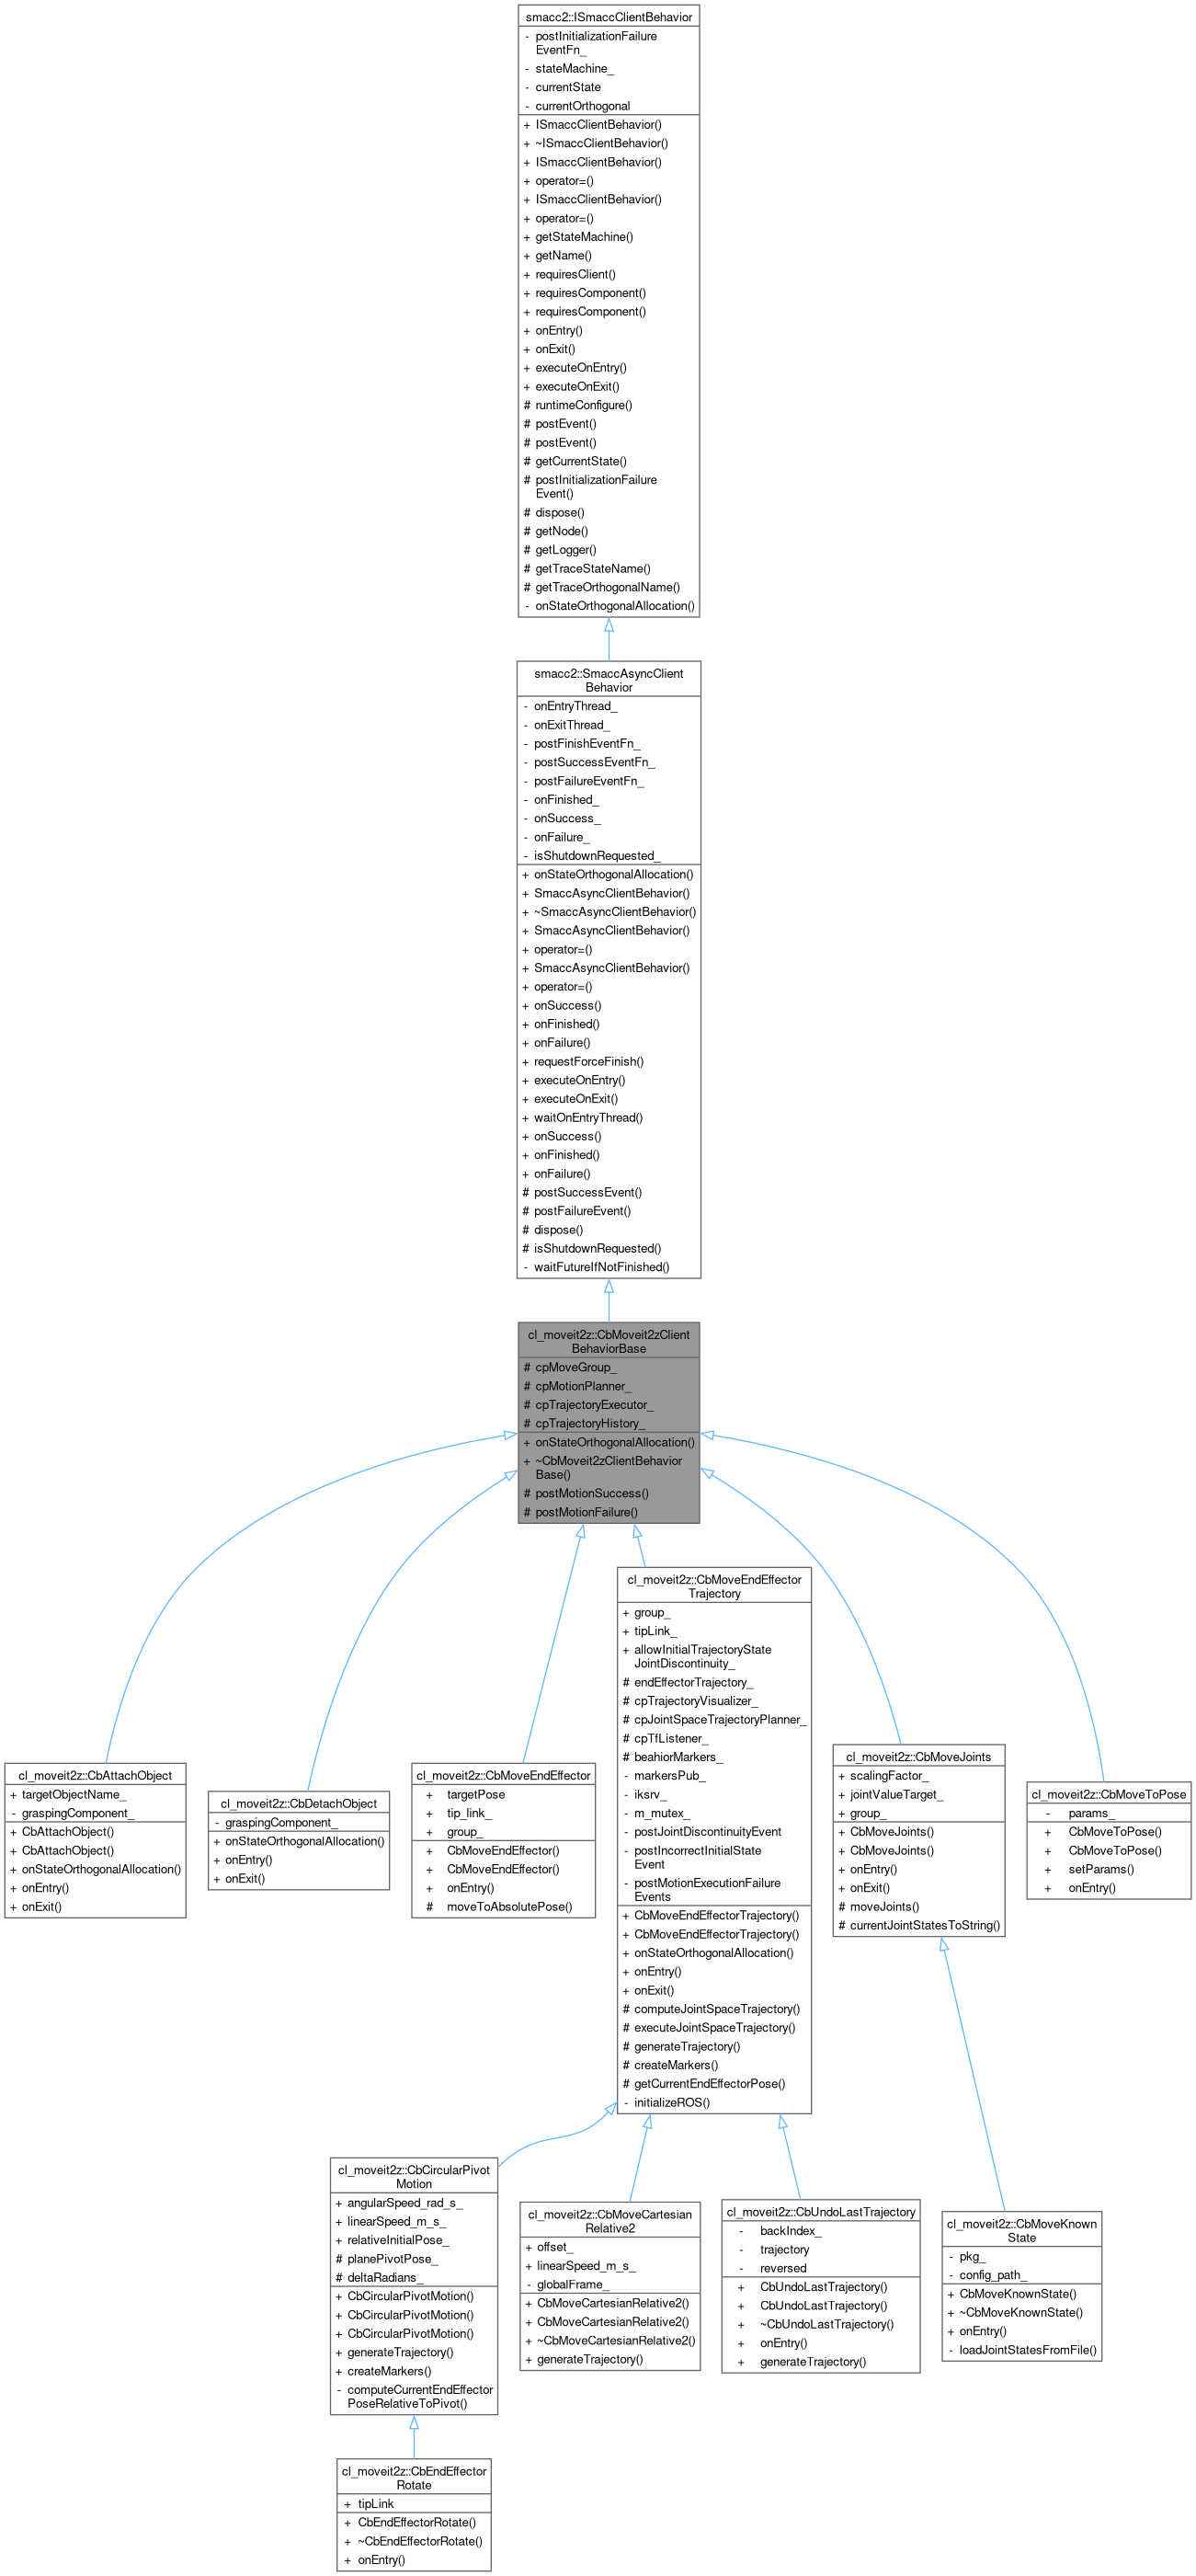 smacc2::ISmaccClientBehavior
- postInitializationFailure
EventFn_
- stateMachine_
- currentState
- currentOrthogonal
+ ISmaccClientBehavior()
+ ~ISmaccClientBehavior()
+ ISmaccClientBehavior()
+ operator=()
+ ISmaccClientBehavior()
+ operator=()
+ getStateMachine()
+ getName()
+ requiresClient()
+ requiresComponent()
+ requiresComponent()
+ onEntry()
+ onExit()
+ executeOnEntry()
+ executeOnExit()
# runtimeConfigure()
# postEvent()
# postEvent()
# getCurrentState()
# postInitializationFailure
Event()
# dispose()
# getNode()
# getLogger()
# getTraceStateName()
# getTraceOrthogonalName()
- onStateOrthogonalAllocation()
smacc2::SmaccAsyncClient
Behavior
- onEntryThread_
- onExitThread_
- postFinishEventFn_
- postSuccessEventFn_
- postFailureEventFn_
- onFinished_
- onSuccess_
- onFailure_
- isShutdownRequested_
+ onStateOrthogonalAllocation()
+ SmaccAsyncClientBehavior()
+ ~SmaccAsyncClientBehavior()
+ SmaccAsyncClientBehavior()
+ operator=()
+ SmaccAsyncClientBehavior()
+ operator=()
+ onSuccess()
+ onFinished()
+ onFailure()
+ requestForceFinish()
+ executeOnEntry()
+ executeOnExit()
+ waitOnEntryThread()
+ onSuccess()
+ onFinished()
+ onFailure()
# postSuccessEvent()
# postFailureEvent()
# dispose()
# isShutdownRequested()
- waitFutureIfNotFinished()
cl_moveit2z::CbMoveit2zClient
BehaviorBase
# cpMoveGroup_
# cpMotionPlanner_
# cpTrajectoryExecutor_
# cpTrajectoryHistory_
+ onStateOrthogonalAllocation()
+ ~CbMoveit2zClientBehavior
Base()
# postMotionSuccess()
# postMotionFailure()
cl_moveit2z::CbAttachObject
+ targetObjectName_
- graspingComponent_
+ CbAttachObject()
+ CbAttachObject()
+ onStateOrthogonalAllocation()
+ onEntry()
+ onExit()
cl_moveit2z::CbDetachObject
- graspingComponent_
+ onStateOrthogonalAllocation()
+ onEntry()
+ onExit()
cl_moveit2z::CbMoveEndEffector
+ targetPose
+ tip_link_
+ group_
+ CbMoveEndEffector()
+ CbMoveEndEffector()
+ onEntry()
# moveToAbsolutePose()
cl_moveit2z::CbMoveEndEffector
Trajectory
+ group_
+ tipLink_
+ allowInitialTrajectoryState
JointDiscontinuity_
# endEffectorTrajectory_
# cpTrajectoryVisualizer_
# cpJointSpaceTrajectoryPlanner_
# cpTfListener_
# beahiorMarkers_
- markersPub_
- iksrv_
- m_mutex_
- postJointDiscontinuityEvent
- postIncorrectInitialState
Event
- postMotionExecutionFailure
Events
+ CbMoveEndEffectorTrajectory()
+ CbMoveEndEffectorTrajectory()
+ onStateOrthogonalAllocation()
+ onEntry()
+ onExit()
# computeJointSpaceTrajectory()
# executeJointSpaceTrajectory()
# generateTrajectory()
# createMarkers()
# getCurrentEndEffectorPose()
- initializeROS()
cl_moveit2z::CbMoveJoints
+ scalingFactor_
+ jointValueTarget_
+ group_
+ CbMoveJoints()
+ CbMoveJoints()
+ onEntry()
+ onExit()
# moveJoints()
# currentJointStatesToString()
cl_moveit2z::CbMoveToPose
- params_
+ CbMoveToPose()
+ CbMoveToPose()
+ setParams()
+ onEntry()
cl_moveit2z::CbCircularPivot
Motion
+ angularSpeed_rad_s_
+ linearSpeed_m_s_
+ relativeInitialPose_
# planePivotPose_
# deltaRadians_
+ CbCircularPivotMotion()
+ CbCircularPivotMotion()
+ CbCircularPivotMotion()
+ generateTrajectory()
+ createMarkers()
- computeCurrentEndEffector
PoseRelativeToPivot()
cl_moveit2z::CbMoveCartesian
Relative2
+ offset_
+ linearSpeed_m_s_
- globalFrame_
+ CbMoveCartesianRelative2()
+ CbMoveCartesianRelative2()
+ ~CbMoveCartesianRelative2()
+ generateTrajectory()
cl_moveit2z::CbUndoLastTrajectory
- backIndex_
- trajectory
- reversed
+ CbUndoLastTrajectory()
+ CbUndoLastTrajectory()
+ ~CbUndoLastTrajectory()
+ onEntry()
+ generateTrajectory()
cl_moveit2z::CbMoveKnown
State
- pkg_
- config_path_
+ CbMoveKnownState()
+ ~CbMoveKnownState()
+ onEntry()
- loadJointStatesFromFile()
cl_moveit2z::CbEndEffector
Rotate
+ tipLink
+ CbEndEffectorRotate()
+ ~CbEndEffectorRotate()
+ onEntry()